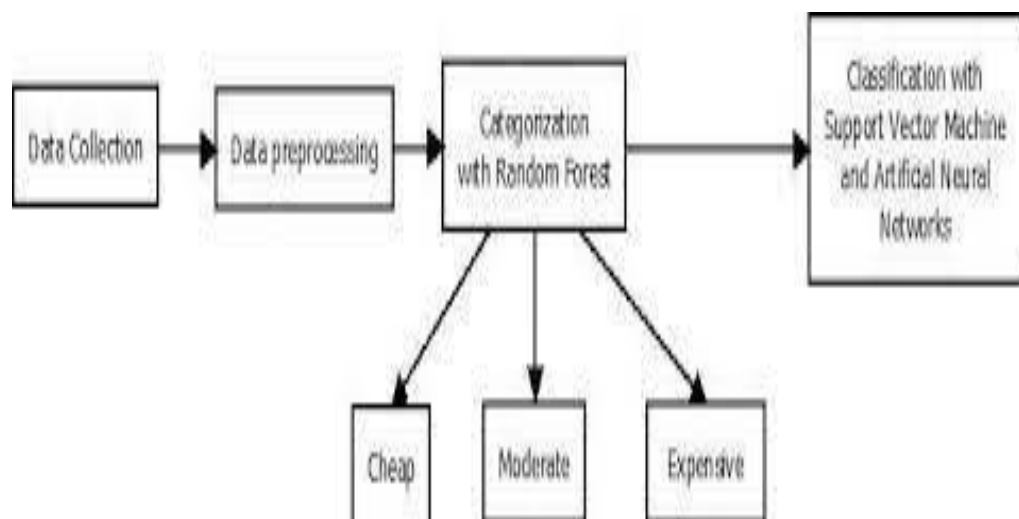 Data Collection
Data preprocessing
Categorization
with Random Forest
Classification with
Support Vector Machine
and Artificial Neural
Networks
Cheap
Moderate
Expensive